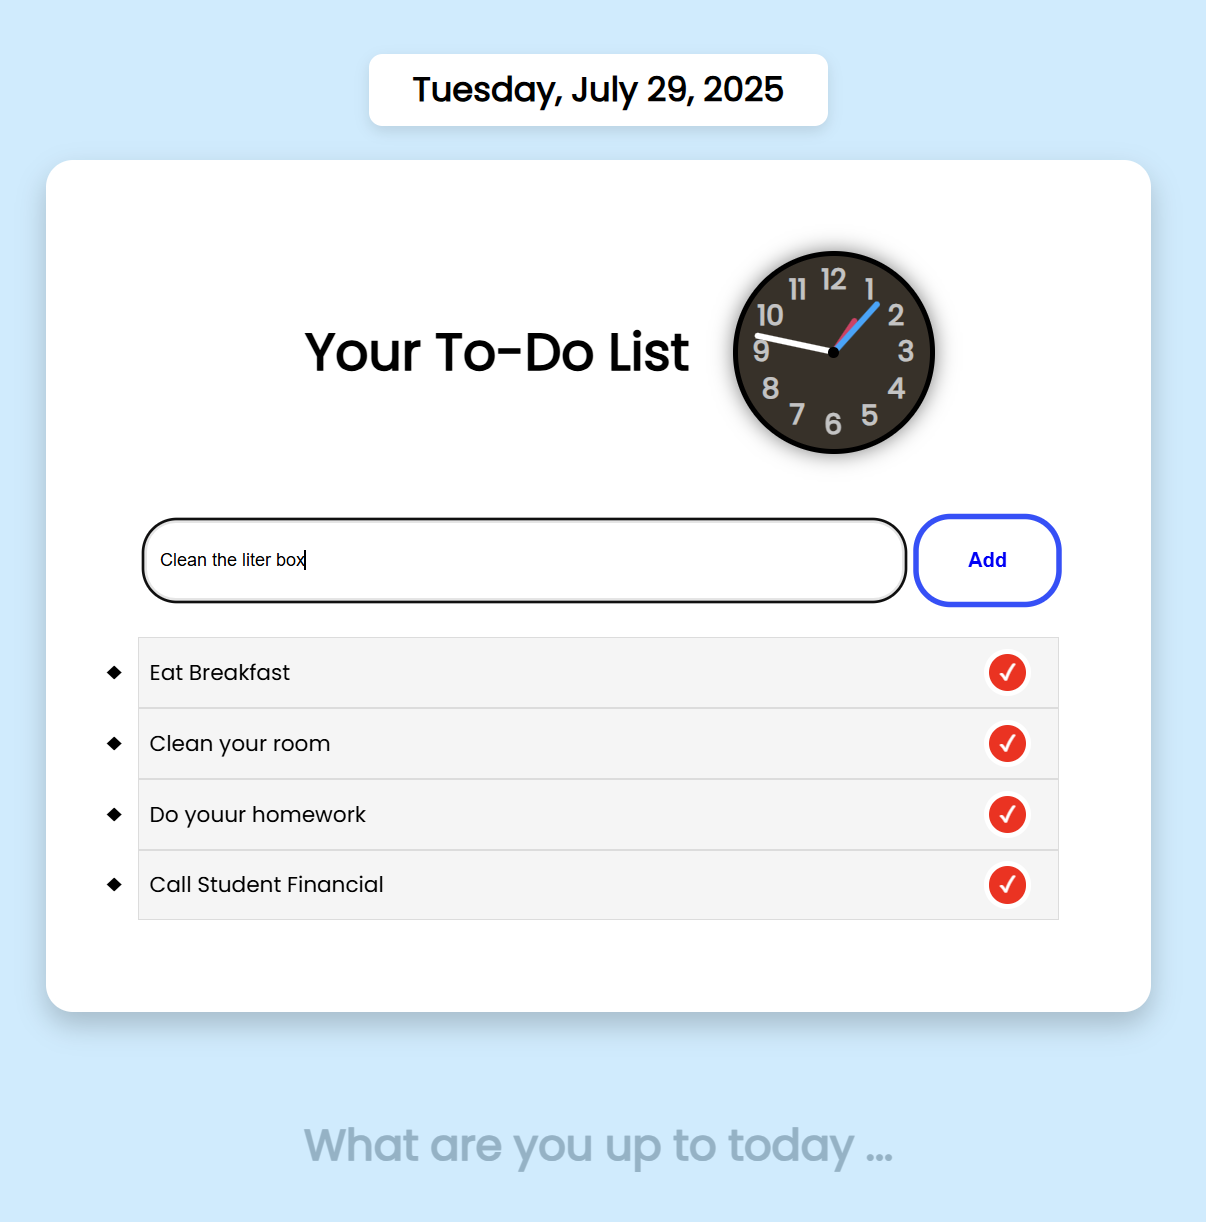 Tuesday, July 29, 2025
Your To-Do List
12
11 1
10 2
9 3
8 4
7 5
6
Clean the liter box
Add
Eat Breakfast
Clean your room
Do youur homework
Call Student Financial
What are you up to today ...